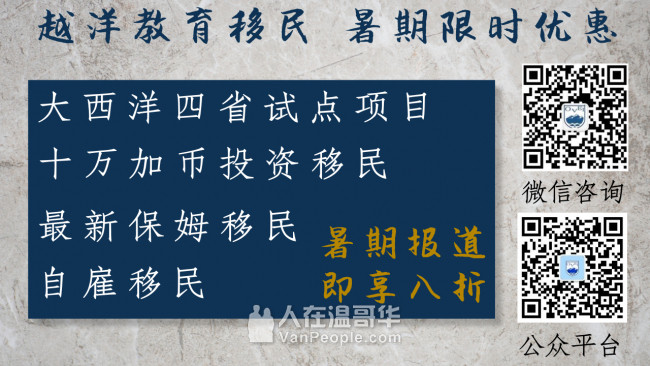 越洋教育移民 暑期限时优惠
大西洋四省试点项目
十万加币投资移民
最新保姆移民
自雇移民
暑期报道
即享八折
微信咨询
公众平台
人在温哥华
VanPeople.com